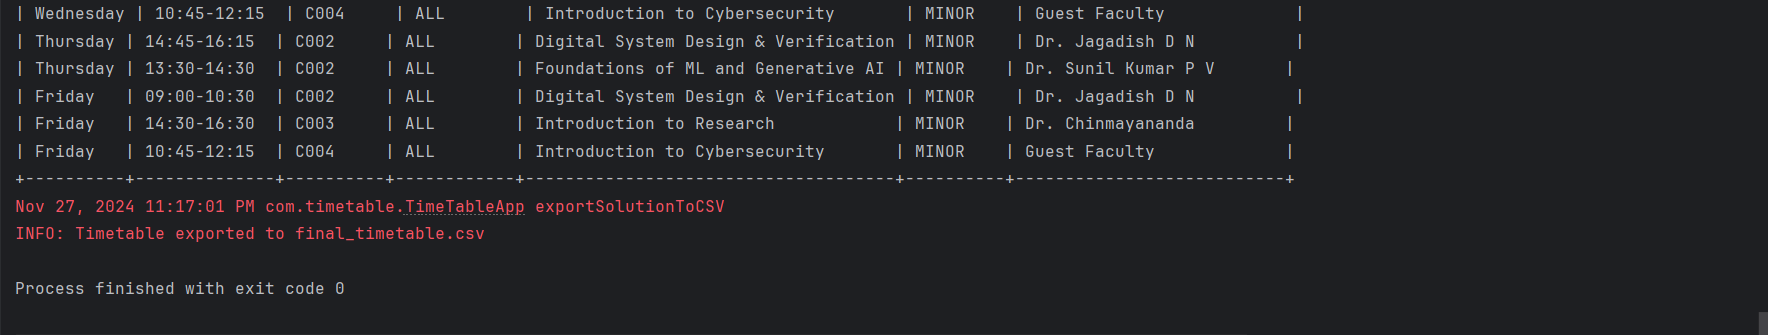 | Wednesday | 10:45-12:15  | C004     | ALL        | Introduction to Cybersecurity       | MINOR    | Guest Faculty             |
| Thursday | 14:45-16:15  | C002     | ALL        | Digital System Design & Verification | MINOR    | Dr. Jagadish D N          |
| Thursday | 13:30-14:30  | C002     | ALL        | Foundations of ML and Generative AI | MINOR    | Dr. Sunil Kumar P V       |
| Friday   | 09:00-10:30  | C002     | ALL        | Digital System Design & Verification | MINOR    | Dr. Jagadish D N          |
| Friday   | 14:30-16:30  | C003     | ALL        | Introduction to Research            | MINOR    | Dr. Chinmayananda         |
| Friday   | 10:45-12:15  | C004     | ALL        | Introduction to Cybersecurity       | MINOR    | Guest Faculty             |
+----------+--------------+----------+------------+-------------------------------------+----------+---------------------------+
Nov 27, 2024 11:17:01 PM com.timetable.TimeTableApp exportSolutionToCSV
INFO: Timetable exported to final_timetable.csv
Process finished with exit code 0